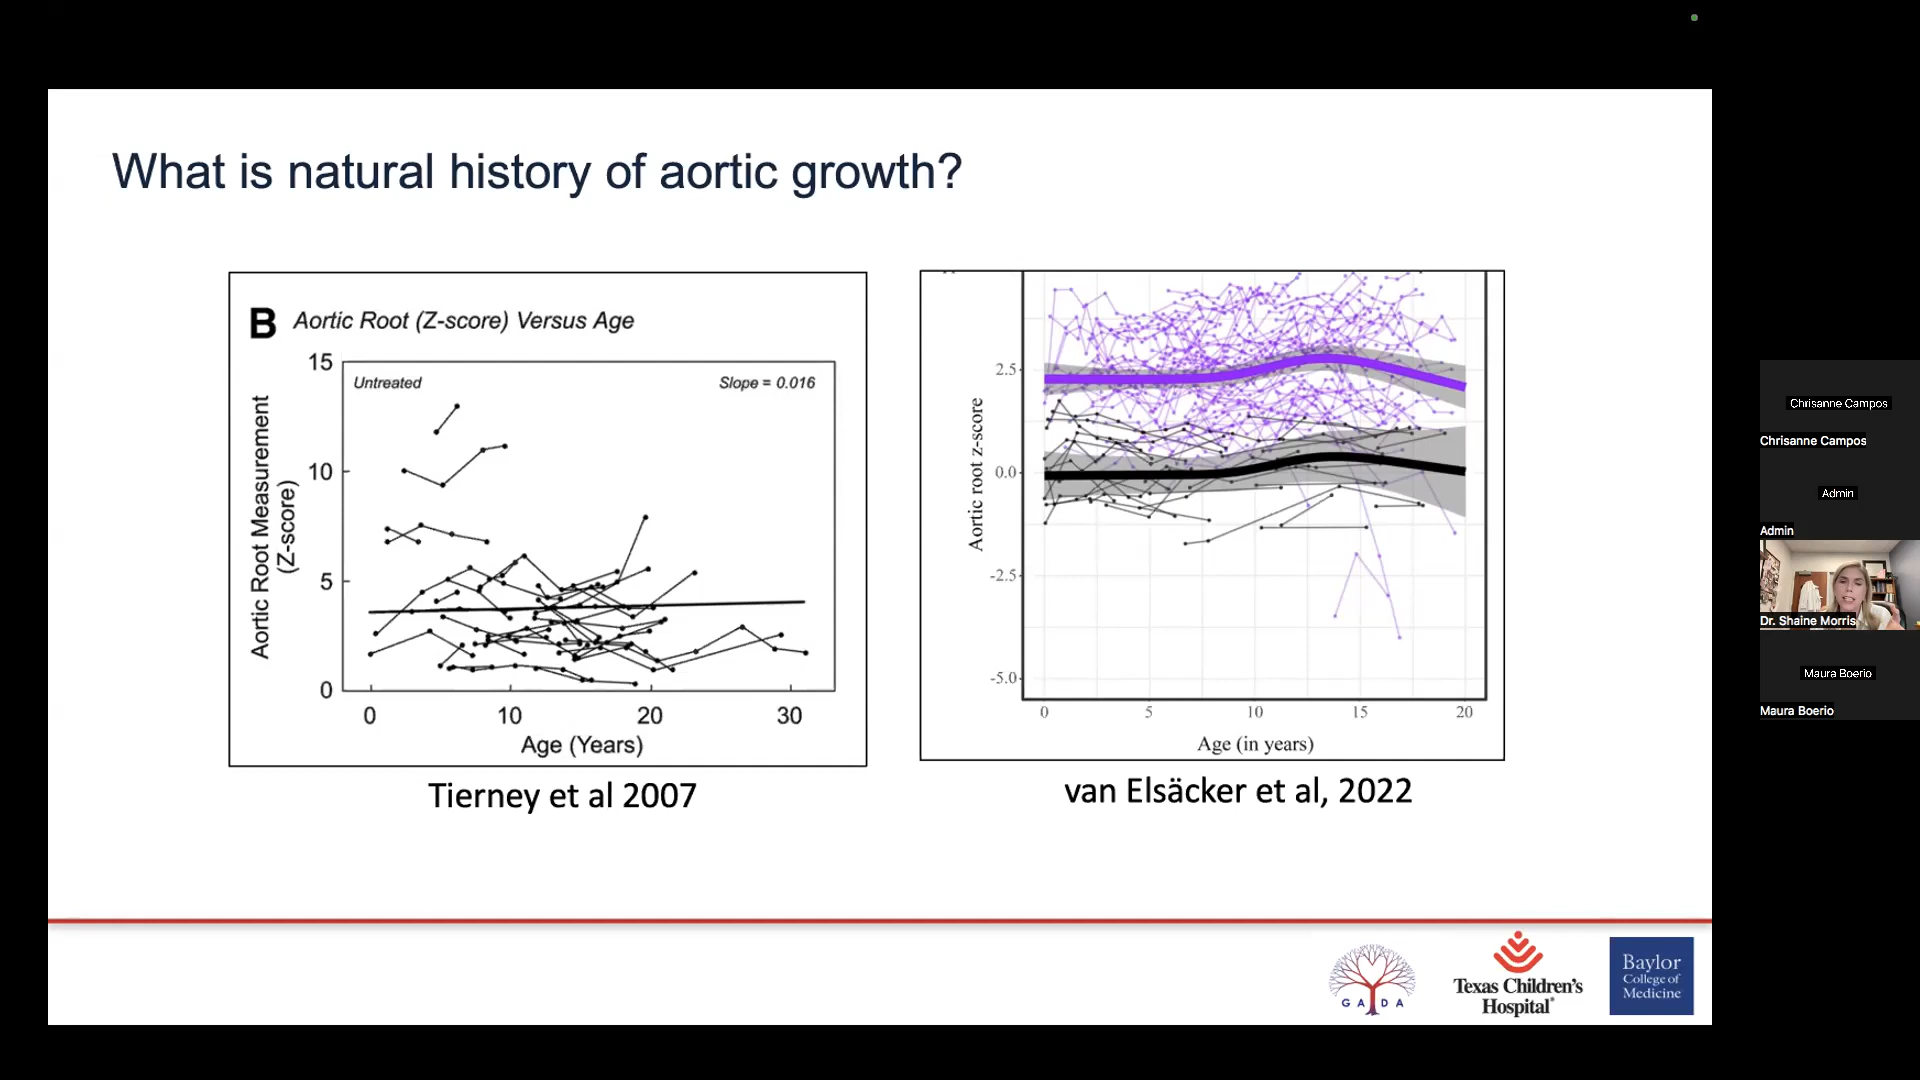 What is natural history of aortic growth?
B Aortic Root (Z-score) Versus Age
Untreated
Slope = 0.016
Aortic Root Measurement
(Z-score)
15
10
5
0
0
10
20
30
Age (Years)
Tierney et al 2007
Aortic root z-score
2.5
0.0
-2.5
-5.0
0
5
10
15
20
Age (in years)
van Elsäcker et al, 2022
GADA
Texas Children's
Hospital
Baylor
College of
Medicine
Chrisanne Campos
Chrisanne Campos
Admin
Admin
Dr. Shaine Morris
Maura Boerio
Maura Boerio